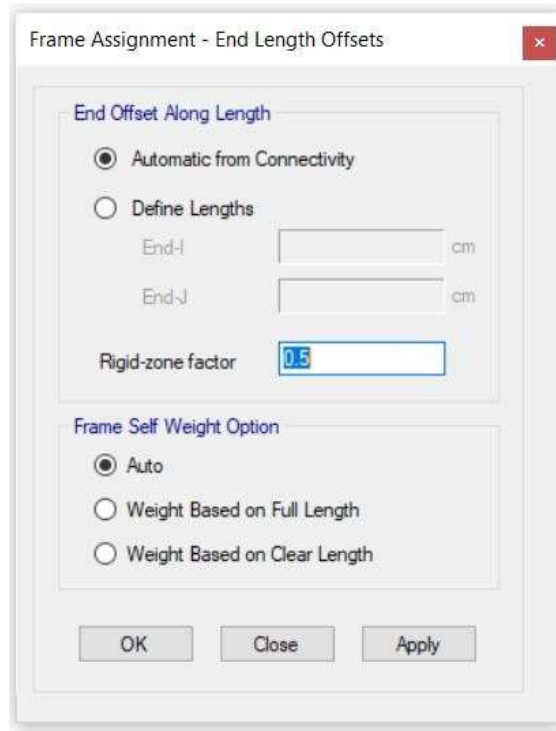 Frame Assignment - End Length Offsets
×
End Offset Along Length
Automatic from Connectivity
Define Lengths
End-I
cm
End-J
cm
Rigid-zone factor
0.5
Frame Self Weight Option
Auto
Weight Based on Full Length
Weight Based on Clear Length
OK
Close
Apply